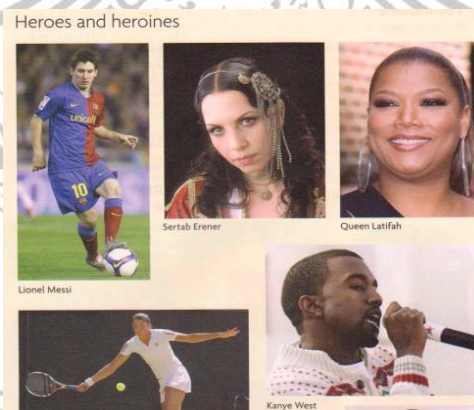 Heroes and heroines
unicef
10
Lionel Messi
Sertab Erener
Queen Latifah
Kanye West